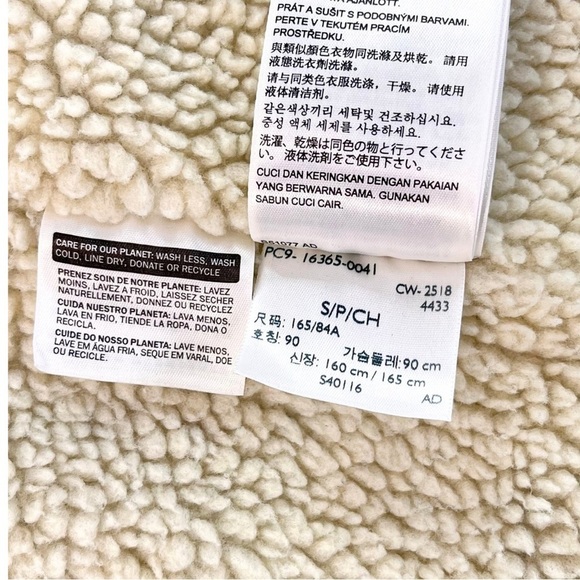 PRÁT A SUŠIT S PODOBNÝMI BARVAMI.
PERTE V TEKUTÉM PRACÍM
PROSTŘEDKU.
與類似顏色衣物同洗滌及烘乾。 請用
液態洗衣劑洗滌。
请与同类色衣服洗涤，干燥。 请使用
液体清洁剂。
같은색상끼리 세탁및 건조하십시요.
중성 액체 세제를 사용하세요.
洗濯、乾燥は同色の物と行ってくださ
い。 液体洗剤をご使用下さい。
CUCI DAN KERINGKAN DENGAN PAKAIAN
YANG BERWARNA SAMA. GUNAKAN
SABUN CUCI CAIR.
CARE FOR OUR PLANET: WASH LESS, WASH
COLD, LINE DRY, DONATE OR RECYCLE
PRENEZ SOIN DE NOTRE PLANETE: LAVEZ
MOINS, LAVEZ A FROID, LAISSEZ SECHER
NATURELLEMENT, DONNEZ OU RECYCLEZ
CUIDA NUESTRO PLANETA: LAVA MENOS,
LAVA EN FRIO, TIENDE LA ROPA, DONA O
RECICLA.
CUIDE DO NOSSO PLANETA: LAVE MENOS,
LAVE EM ÁGUA FRIA, SEQUE EM VARAL, DOE
OU RECICLE.
PC9- 16365-0041
CW- 2518
4433
S/P/CH
尺码: 165/84A
호칭: 90
가슴둘레: 90 cm
신장: 160 cm / 165 cm
S40116
AD